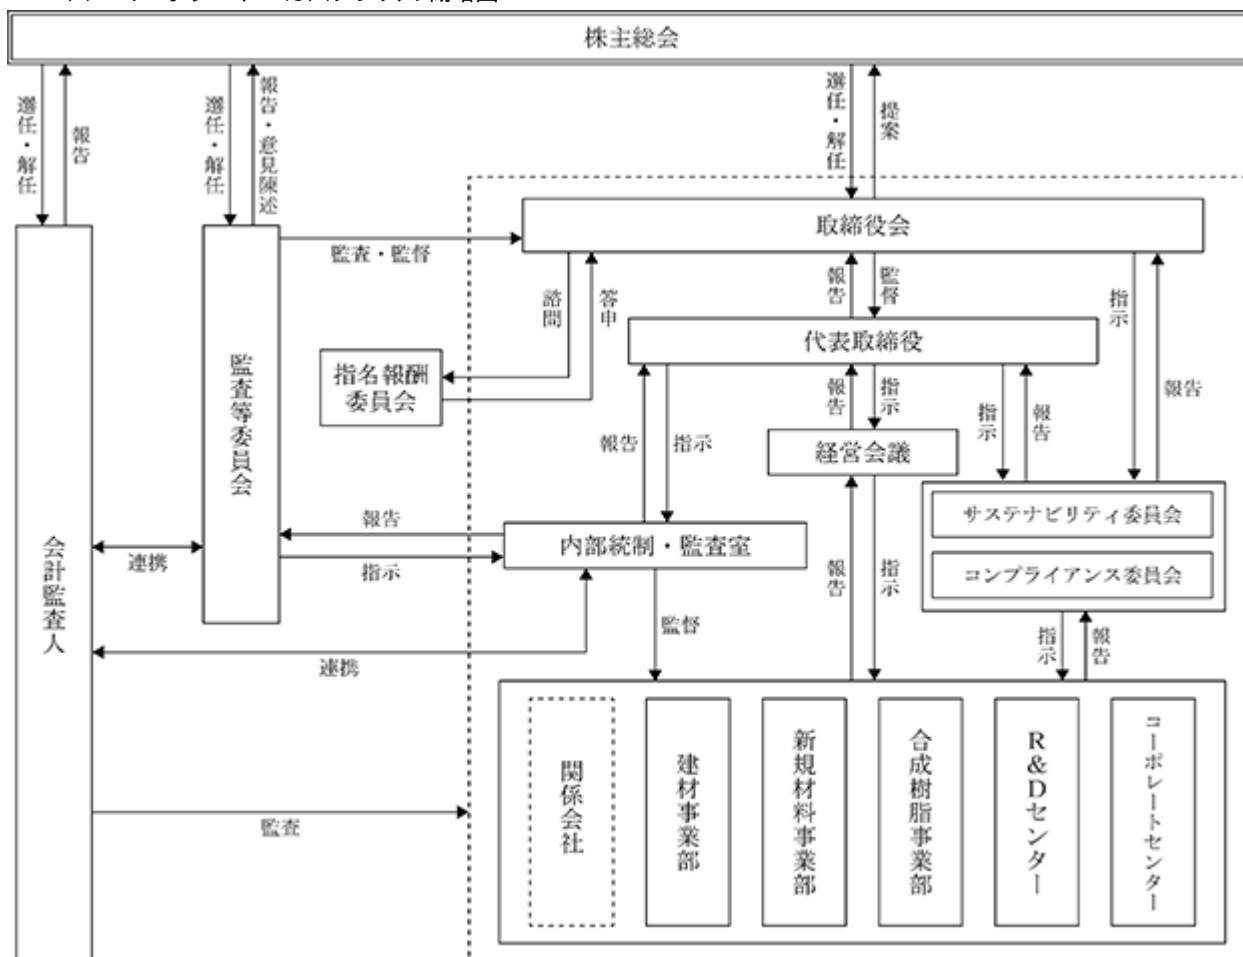 株主総会
選任・解任
報告
選任・解任
報告・意見陳述
選任・解任
提案
取締役会
監査・監督
諮問
答申
報告
監督
指示
報告
代表取締役
指名報酬
委員会
監査等委員会
報告
指示
報告
指示
指示
報告
経営会議
サステナビリティ委員会
コンプライアンス委員会
報告
指示
内部統制・監査室
連携
会計監査人
連携
監督
報告
指示
指示
報告
関係会社
建材事業部
新規材料事業部
合成樹脂事業部
R&Dセンター
コーポレートセンター
監査